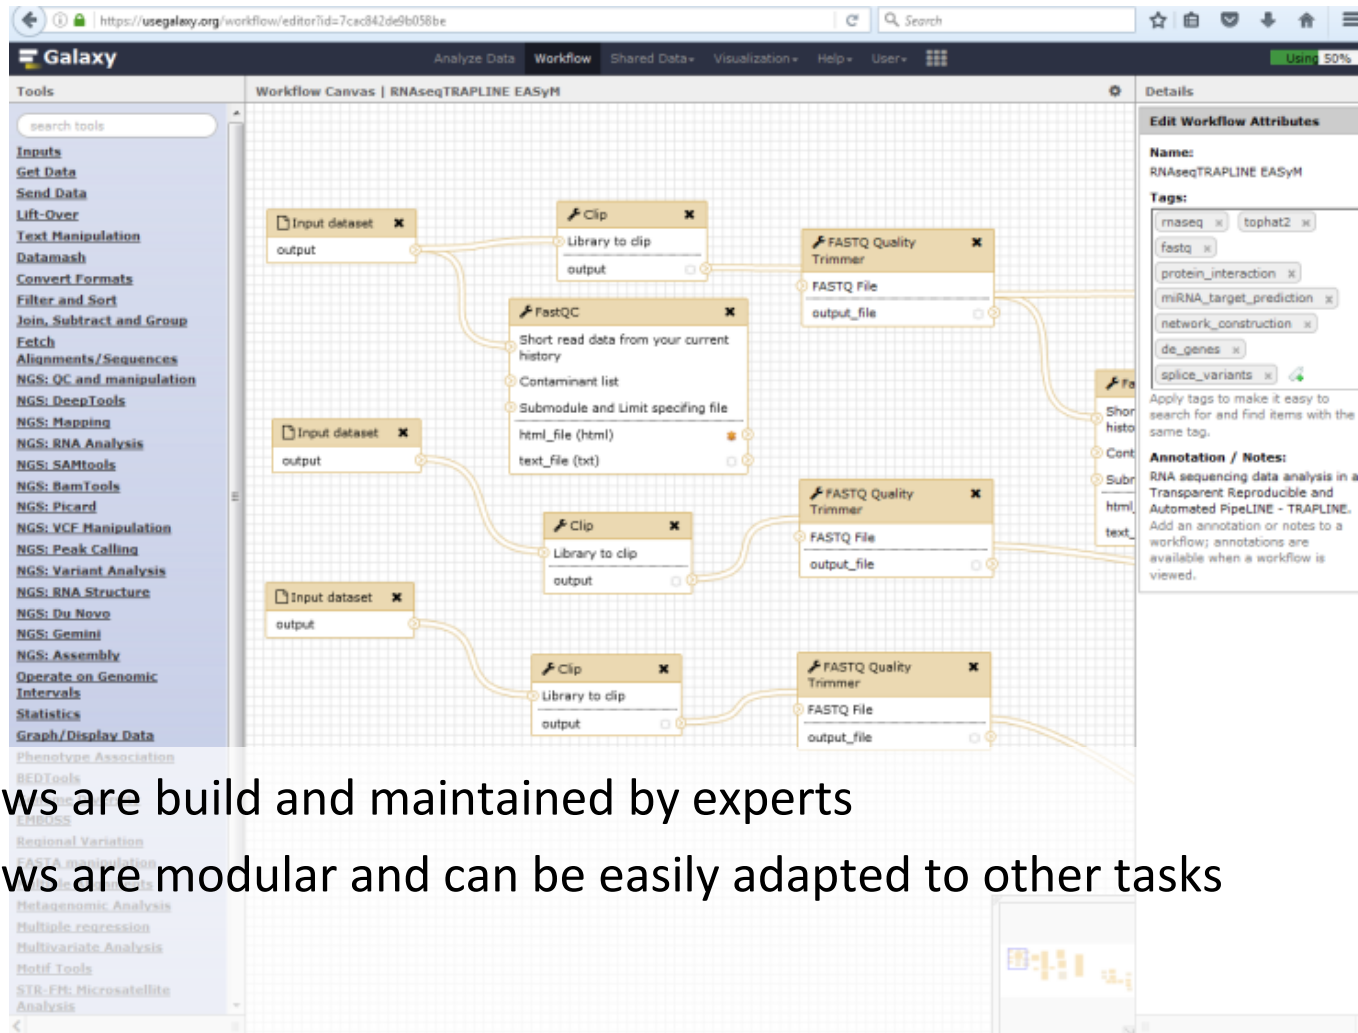 https://usegalaxy.org/workflow/editor?id=7cac842de9b058be
Search
Galaxy
Analyze Data Workflow Shared Data Visualization Help User
Using 50%
Tools
search tools
Inputs
Get Data
Send Data
Lift-Over
Text Manipulation
Datamash
Convert Formats
Filter and Sort
Join, Subtract and Group
Fetch
Alignments/Sequences
NGS: QC and manipulation
NGS: DeepTools
NGS: Mapping
NGS: RNA Analysis
NGS: SAMtools
NGS: BamTools
NGS: Picard
NGS: VCF Manipulation
NGS: Peak Calling
NGS: Variant Analysis
NGS: RNA Structure
NGS: Du Novo
NGS: Gemini
NGS: Assembly
Operate on Genomic
Intervals
Statistics
Graph/Display Data
Phenotype Association
BEDTools
EMBOSS
Regional Variation
FASTA manipulation
Metagenomic Analysis
Multiple regression
Multivariate Analysis
Motif Tools
STR-FM: Microsatellite
Analysis
Workflow Canvas | RNAseqTRAPLINE EASyM
Input dataset
output
Clip
Library to clip
output
FASTQ Quality
Trimmer
FASTQ File
output_file
FastQC
Short read data from your current
history
Contaminant list
Submodule and Limit specifing file
html_file (html)
text_file (txt)
Fa
Shor
histo
Cont
Subr
html_
text_
Input dataset
output
Clip
Library to clip
output
FASTQ Quality
Trimmer
FASTQ File
output_file
Input dataset
output
Clip
Library to clip
output
FASTQ Quality
Trimmer
FASTQ File
output_file
Details
Edit Workflow Attributes
Name:
RNAseqTRAPLINE EASyM
Tags:
rnaseq tophat2
fastq
protein_interaction
miRNA_target_prediction
network_construction
de_genes
splice_variants
Apply tags to make it easy to
search for and find items with the
same tag.
Annotation / Notes:
RNA sequencing data analysis in a
Transparent Reproducible and
Automated PipeLINE - TRAPLINE.
Add an annotation or notes to a
workflow; annotations are
available when a workflow is
viewed.
ws are build and maintained by experts
ws are modular and can be easily adapted to other tasks